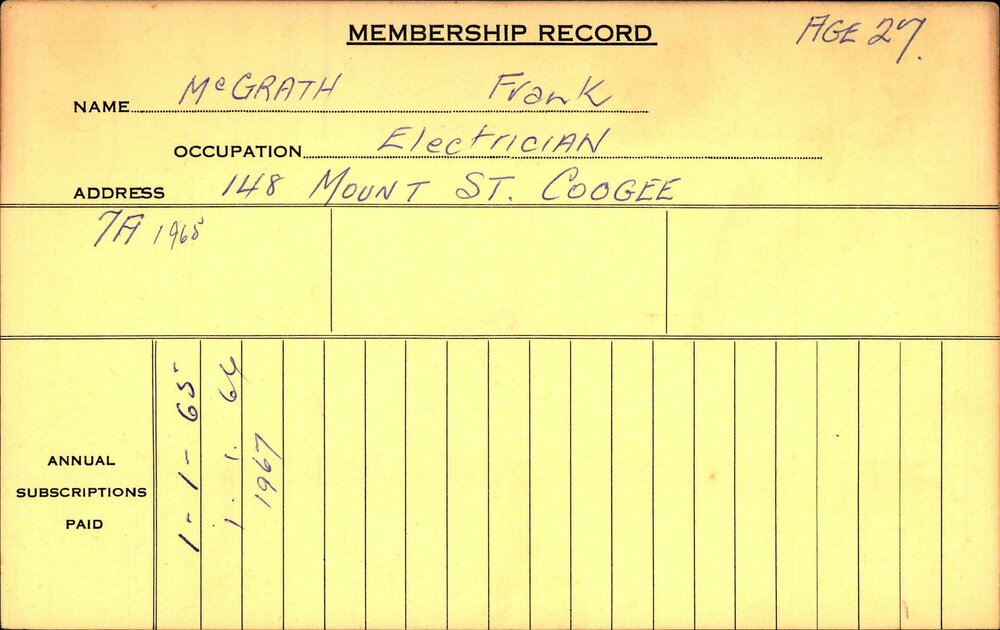 MEMBERSHIP RECORD
AGE 27.
NAME McGRATH Frank
OCCUPATION ElectriciAN
ADDRESS 148 MOUNT ST. COOGEE
7A 1965
ANNUAL
SUBSCRIPTIONS
PAID
1-1-65
1.1.64
1967